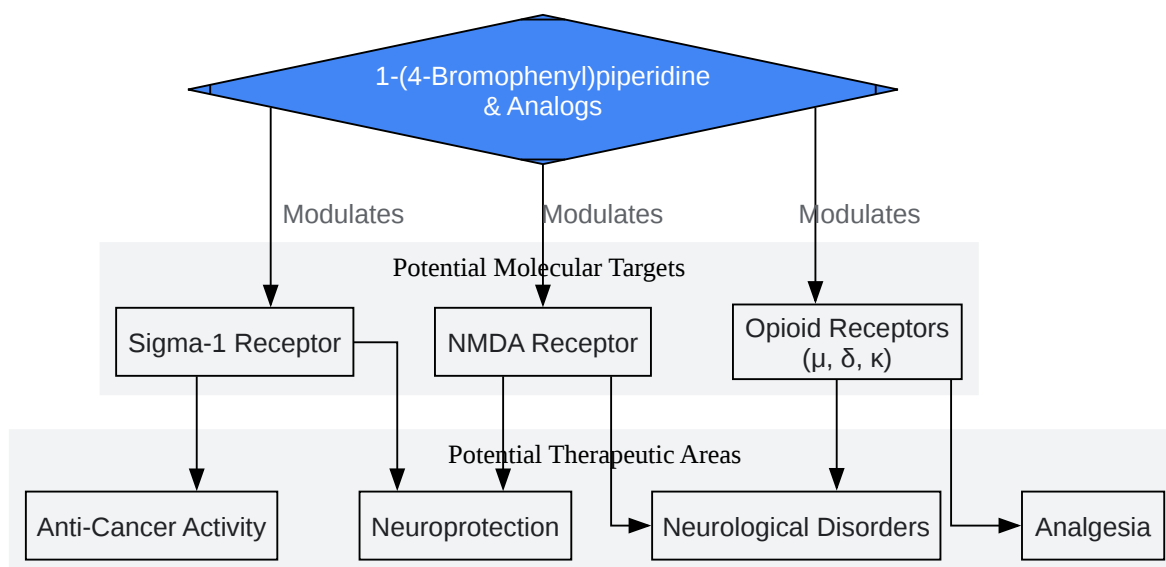 1-(4-Bromophenyl)piperidine
& Analogs
Modulates
Modulates
Modulates
Potential Molecular Targets
Sigma-1 Receptor
NMDA Receptor
Opioid Receptors
(μ, δ, κ)
Potential Therapeutic Areas
Anti-Cancer Activity
Neuroprotection
Neurological Disorders
Analgesia